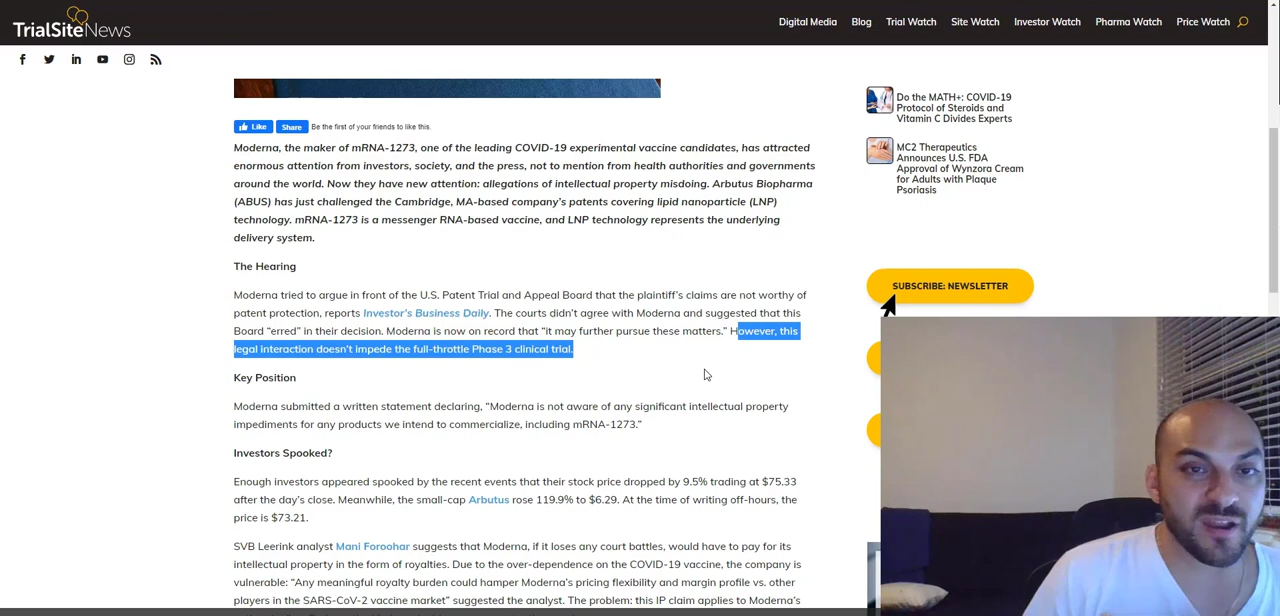 TrialSiteNews
Digital Media Blog Trial Watch Site Watch Investor Watch Pharma Watch Price Watch
Like Share Be the first of your friends to like this.
Moderna, the maker of mRNA-1273, one of the leading COVID-19 experimental vaccine candidates, has attracted
enormous attention from investors, society, and the press, not to mention from health authorities and governments
around the world. Now they have new attention: allegations of intellectual property misdoing. Arbutus Biopharma
(ABUS) has just challenged the Cambridge, MA-based company's patents covering lipid nanoparticle (LNP)
technology. mRNA-1273 is a messenger RNA-based vaccine, and LNP technology represents the underlying
delivery system.
The Hearing
Moderna tried to argue in front of the U.S. Patent Trial and Appeal Board that the plaintiff's claims are not worthy of
patent protection, reports Investor's Business Daily. The courts didn't agree with Moderna and suggested that this
Board "erred" in their decision. Moderna is now on record that "it may further pursue these matters." However, this
legal interaction doesn't impede the full-throttle Phase 3 clinical trial.
Key Position
Moderna submitted a written statement declaring, "Moderna is not aware of any significant intellectual property
impediments for any products we intend to commercialize, including mRNA-1273."
Investors Spooked?
Enough investors appeared spooked by the recent events that their stock price dropped by 9.5% trading at $75.33
after the day's close. Meanwhile, the small-cap Arbutus rose 119.9% to $6.29. At the time of writing off-hours, the
price is $73.21.
SVB Leerink analyst Mani Foroohar suggests that Moderna, if it loses any court battles, would have to pay for its
intellectual property in the form of royalties. Due to the over-dependence on the COVID-19 vaccine, the company is
vulnerable: "Any meaningful royalty burden could hamper Moderna's pricing flexibility and margin profile vs. other
players in the SARS-CoV-2 vaccine market" suggested the analyst. The problem: this IP claim applies to Moderna's
Do the MATH+: COVID-19
Protocol of Steroids and
Vitamin C Divides Experts
MC2 Therapeutics
Announces U.S. FDA
Approval of Wynzora Cream
for Adults with Plaque
Psoriasis
SUBSCRIBE: NEWSLETTER